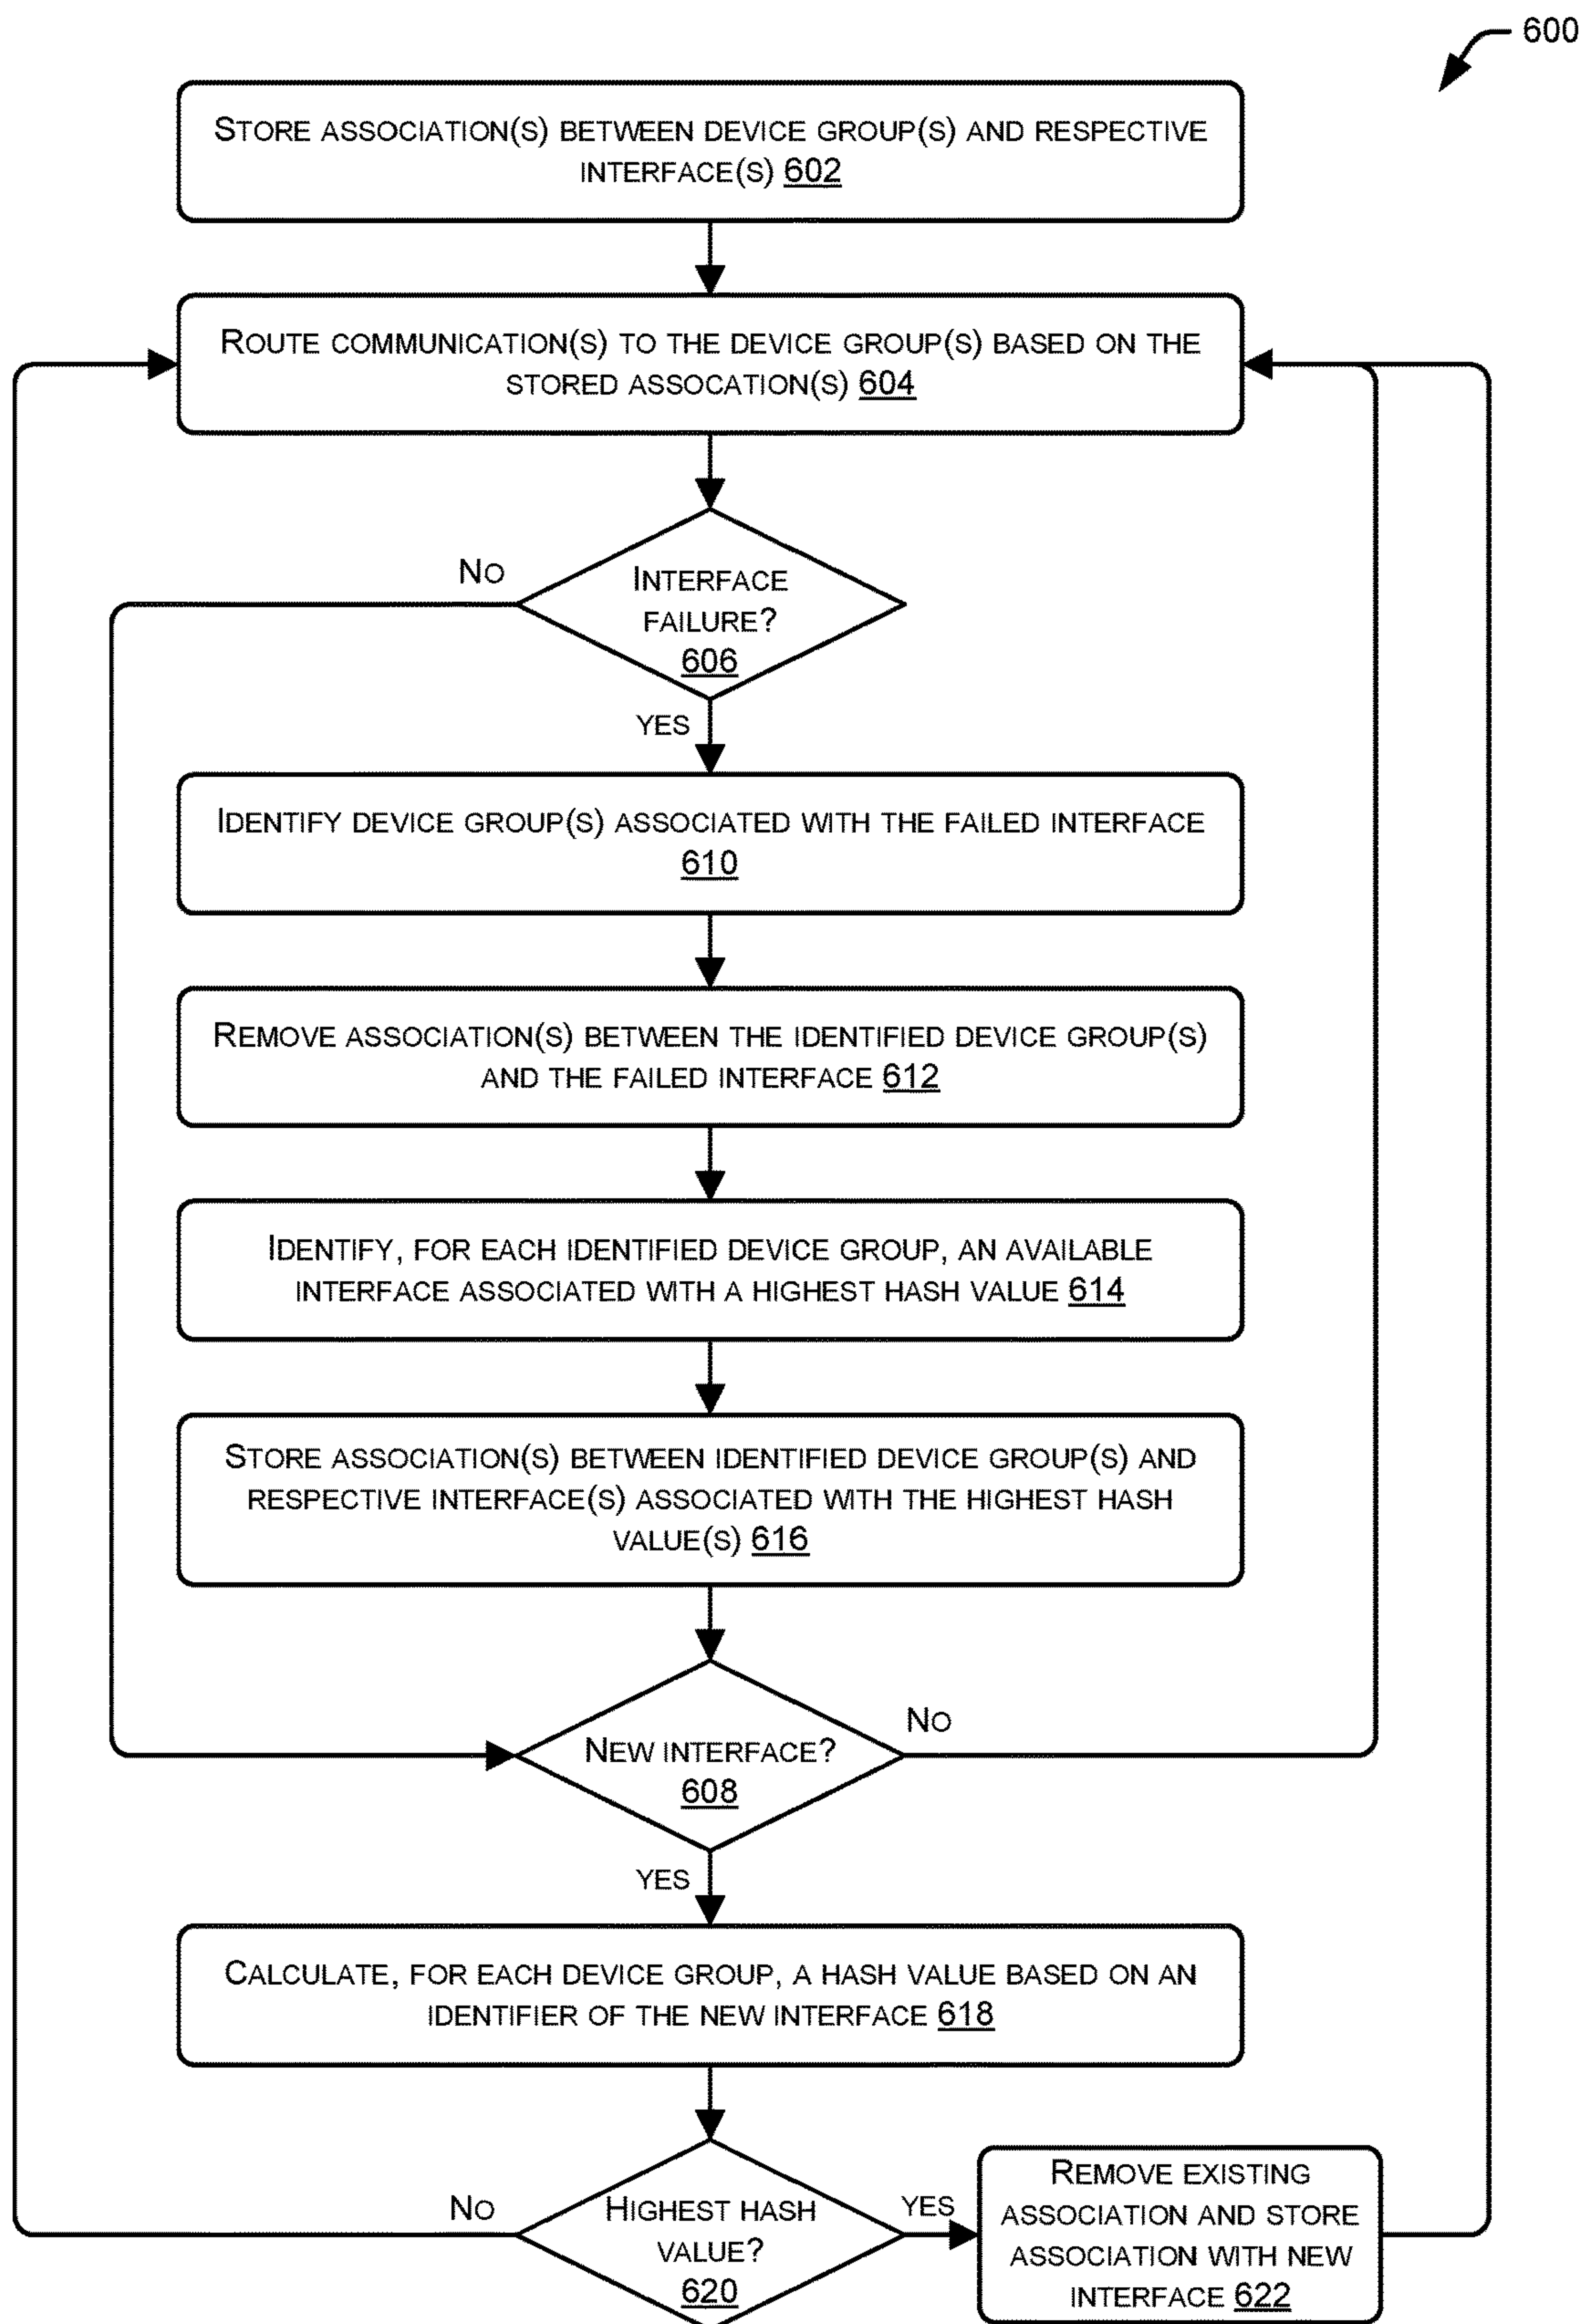 600
STORE ASSOCIATION(S) BETWEEN DEVICE GROUP(S) AND RESPECTIVE
INTERFACE(S) 602
ROUTE COMMUNICATION(S) TO THE DEVICE GROUP(S) BASED ON THE
STORED ASSOCATION(S) 604
NO
INTERFACE
FAILURE?
606
YES
IDENTIFY DEVICE GROUP(S) ASSOCIATED WITH THE FAILED INTERFACE
610
REMOVE ASSOCIATION(S) BETWEEN THE IDENTIFIED DEVICE GROUP(S)
AND THE FAILED INTERFACE 612
IDENTIFY, FOR EACH IDENTIFIED DEVICE GROUP, AN AVAILABLE
INTERFACE ASSOCIATED WITH A HIGHEST HASH VALUE 614
STORE ASSOCIATION(S) BETWEEN IDENTIFIED DEVICE GROUP(S) AND
RESPECTIVE INTERFACE(S) ASSOCIATED WITH THE HIGHEST HASH
VALUE(S) 616
NO
NEW INTERFACE?
608
YES
CALCULATE, FOR EACH DEVICE GROUP, A HASH VALUE BASED ON AN
IDENTIFIER OF THE NEW INTERFACE 618
NO
HIGHEST HASH
VALUE?
620
YES
REMOVE EXISTING
ASSOCIATION AND STORE
ASSOCIATION WITH NEW
INTERFACE 622